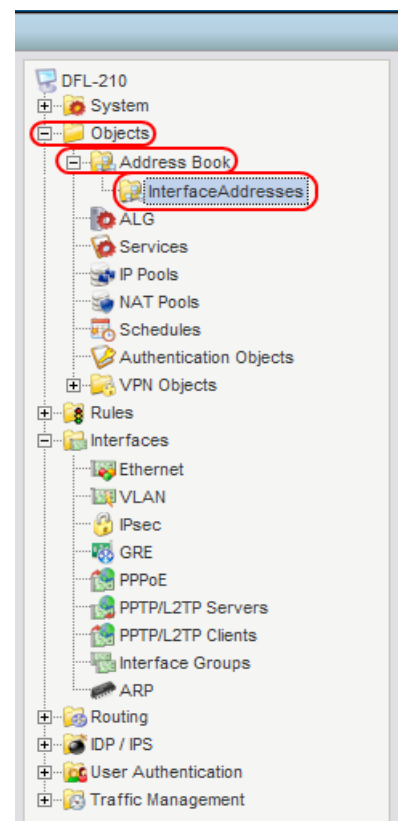 DFL-210
System
Objects
Address Book
InterfaceAddresses
ALG
Services
IP Pools
NAT Pools
Schedules
Authentication Objects
VPN Objects
Rules
Interfaces
Ethernet
VLAN
IPsec
GRE
PPPoE
PPTP/L2TP Servers
PPTP/L2TP Clients
Interface Groups
ARP
Routing
IDP / IPS
User Authentication
Traffic Management